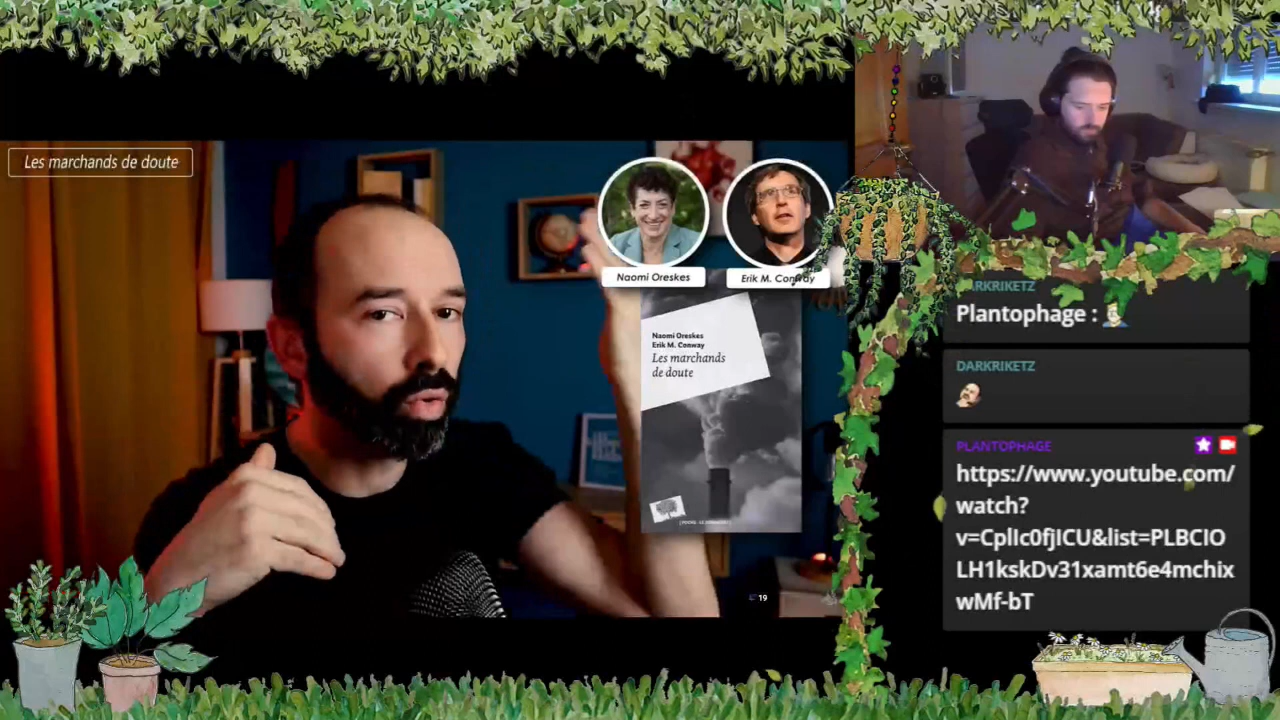 Les marchands de doute
Naomi Oreskes
Erik M. Conway
Naomi Oreskes
Erik M. Conway
Les marchands
de doute
19
DARKRIKETZ
Plantophage :
DARKRIKETZ
PLANTOPHAGE
https://www.youtube.com/
watch?
v=CplIc0fjICU&list=PLBCIO
LH1kskDv31xamt6e4mchix
wMf-bT